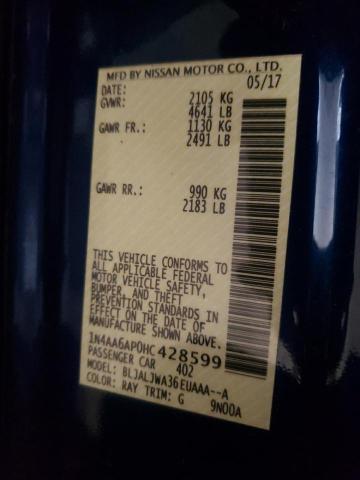 MFD BY NISSAN MOTOR CO., LTD.
DATE: 05/17
GVWR: 2105 KG
4641 LB
GAWR FR.: 1130 KG
2491 LB
GAWR RR.: 990 KG
2183 LB
THIS VEHICLE CONFORMS TO
ALL APPLICABLE FEDERAL
MOTOR VEHICLE SAFETY,
BUMPER, AND THEFT
PREVENTION STANDARDS IN
EFFECT ON THE DATE OF
MANUFACTURE SHOWN ABOVE.
1N4AA6AP0HC 428599
PASSENGER CAR 402
MODEL: BLJALJWA36EUAAA--A
COLOR: RAY TRIM: G 9N00A